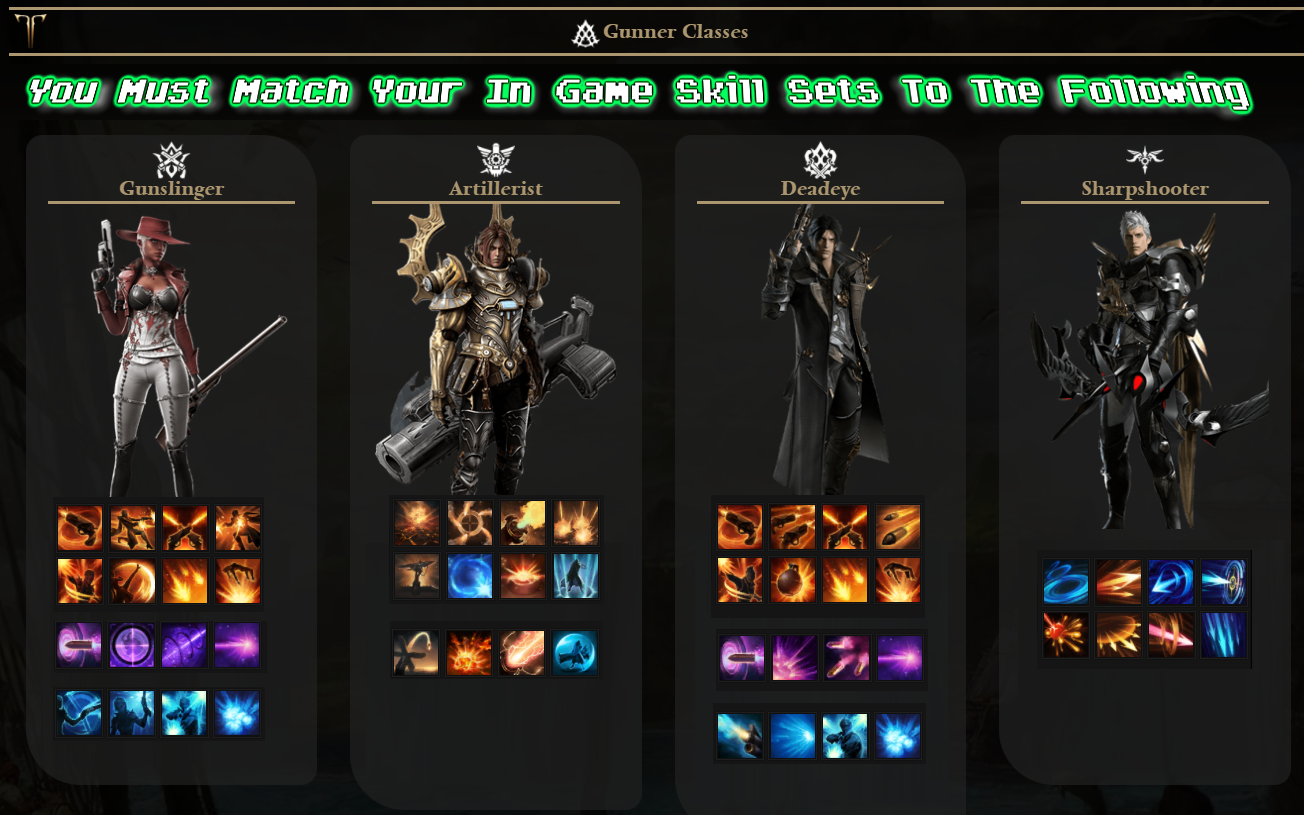 Gunner Classes
You Must Match Your In Game Skill Sets To The Following
Gunslinger
Artillerist
Deadeye
Sharpshooter